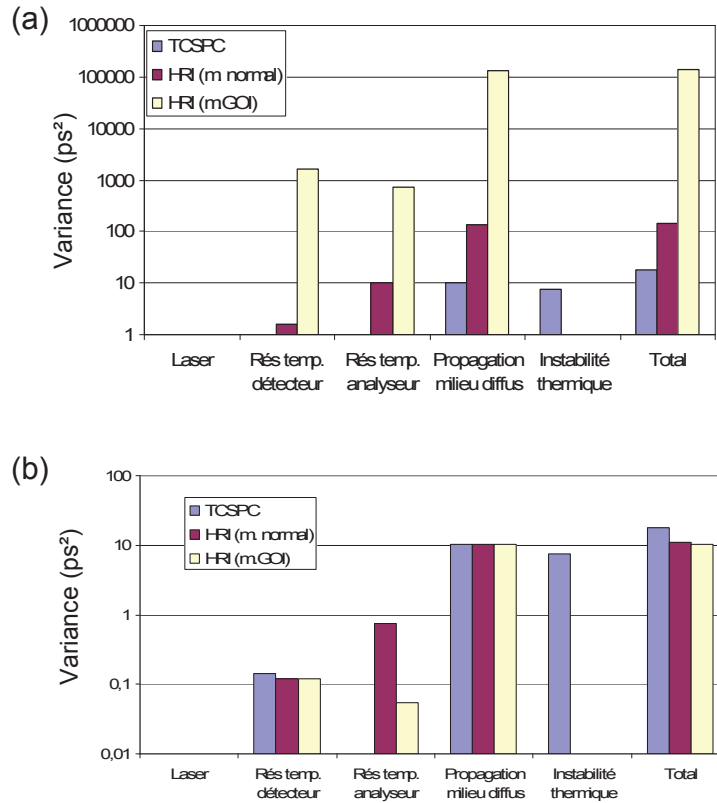 (a)
1000000
100000
10000
1000
100
10
1
Variance (ps²)
TCSPC
HRI (m. normal)
HRI (m.GOI)
Laser
Rés temp. détecteur
Rés temp. analyseur
Propagation milieu diffus
Instabilité thermique
Total
(b)
100
10
1
0,1
0,01
Variance (ps²)
TCSPC
HRI (m. normal)
HRI (m.GOI)
Laser
Rés temp. détecteur
Rés temp. analyseur
Propagation milieu diffus
Instabilité thermique
Total